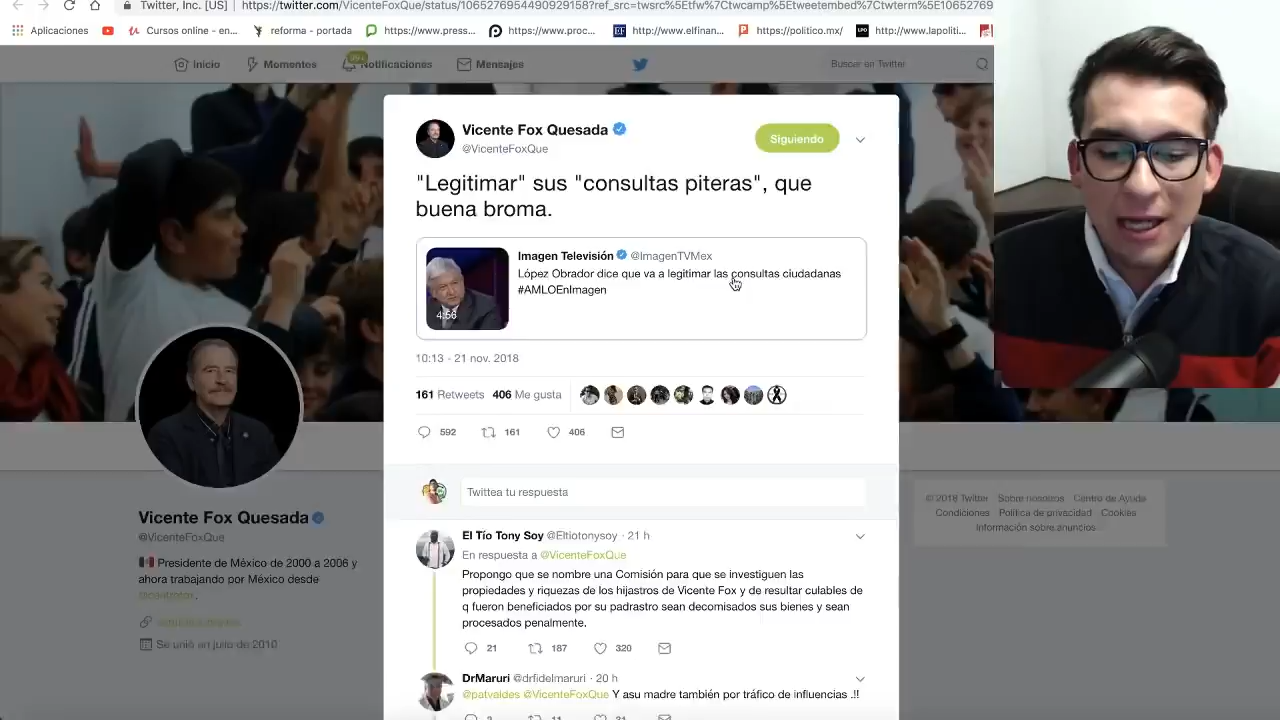 Twitter, Inc. [US]
https://twitter.com/VicenteFoxQue/status/1065276954490929158?ref_src=twsrc%5Etfw%7Ctwcamp%5Etweetembed%7Ctwterm%5E10652769
Aplicaciones
Cursos online - en...
reforma - portada
https://www.press...
https://www.proc...
http://www.elfinan...
https://politico.mx/
http://www.lapoliti...
Inicio
Momentos
Notificaciones
Mensajes
Buscar en Twitter
Vicente Fox Quesada
@VicenteFoxQue
Siguiendo
"Legitimar" sus "consultas piteras", que
buena broma.
Imagen Televisión @ImagenTVMex
López Obrador dice que va a legitimar las consultas ciudadanas
#AMLOEnImagen
4:56
10:13 - 21 nov. 2018
161 Retweets 406 Me gusta
592 161 406
Twittea tu respuesta
El Tío Tony Soy @Eltiotonysoy · 21 h
En respuesta a @VicenteFoxQue
Propongo que se nombre una Comisión para que se investiguen las
propiedades y riquezas de los hijastros de Vicente Fox y de resultar culables de
q fueron beneficiados por su padrastro sean decomisados sus bienes y sean
procesados penalmente.
21 187 320
DrMaruri @drfidelmaruri · 20 h
@patvaldes @VicenteFoxQue Y asu madre también por tráfico de influencias .!!
3 11 31
Vicente Fox Quesada
@VicenteFoxQue
Presidente de México de 2000 a 2006 y
ahora trabajando por México desde
Se unió en julio de 2010
© 2018 Twitter Sobre nosotros Centro de Ayuda
Condiciones Política de privacidad Cookies
Información sobre anuncios